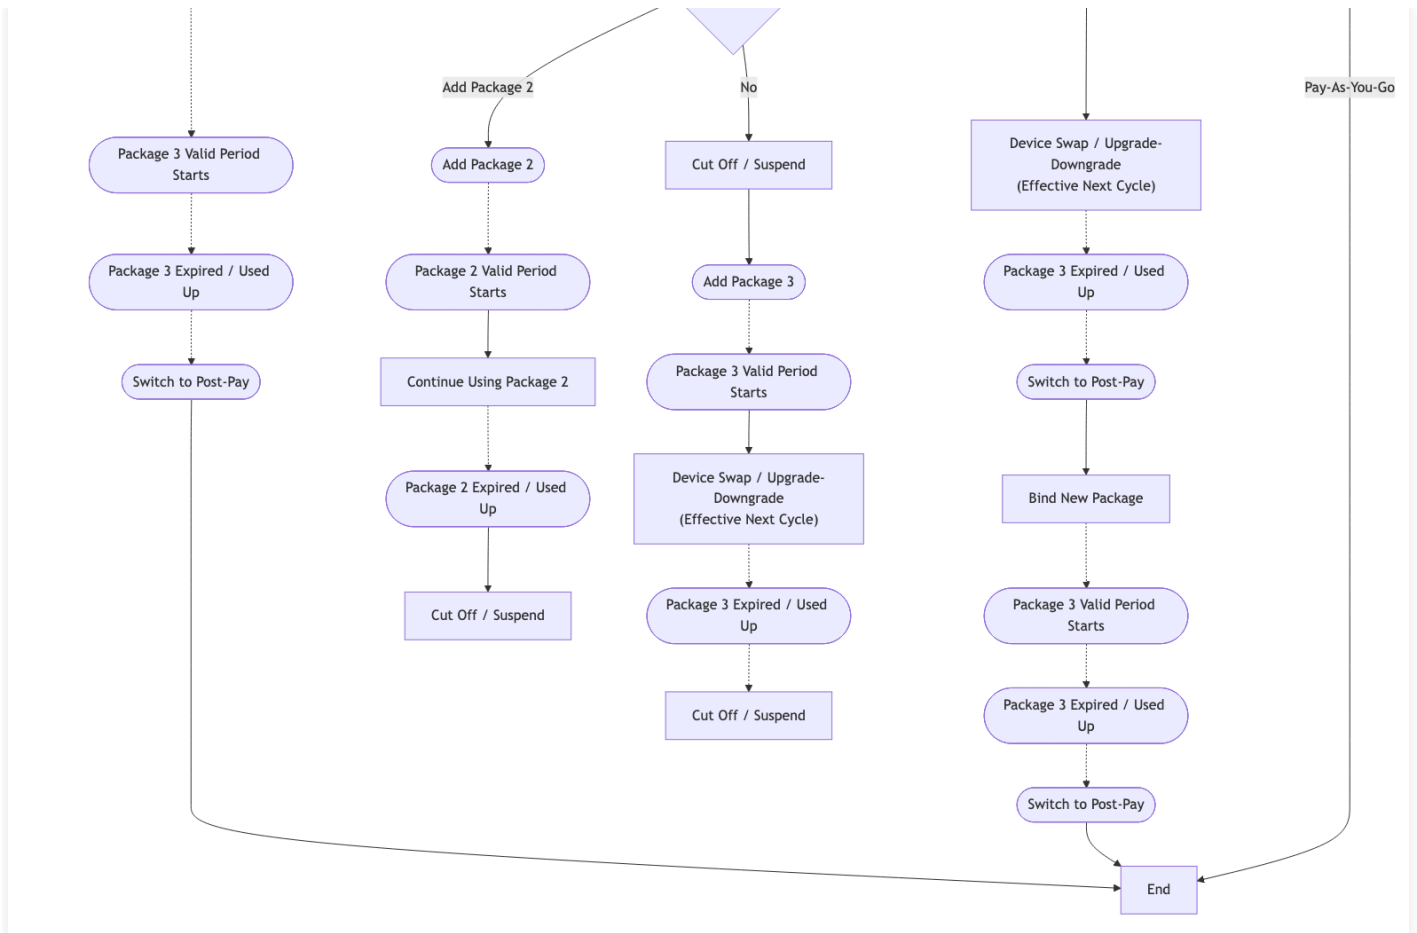 Add Package 2
No
Pay-As-You-Go
Package 3 Valid Period
Starts
Package 3 Expired / Used
Up
Switch to Post-Pay
Add Package 2
Package 2 Valid Period
Starts
Continue Using Package 2
Package 2 Expired / Used
Up
Cut Off / Suspend
Cut Off / Suspend
Add Package 3
Package 3 Valid Period
Starts
Device Swap / Upgrade-
Downgrade
(Effective Next Cycle)
Package 3 Expired / Used
Up
Cut Off / Suspend
Device Swap / Upgrade-
Downgrade
(Effective Next Cycle)
Package 3 Expired / Used
Up
Switch to Post-Pay
Bind New Package
Package 3 Valid Period
Starts
Package 3 Expired / Used
Up
Switch to Post-Pay
End